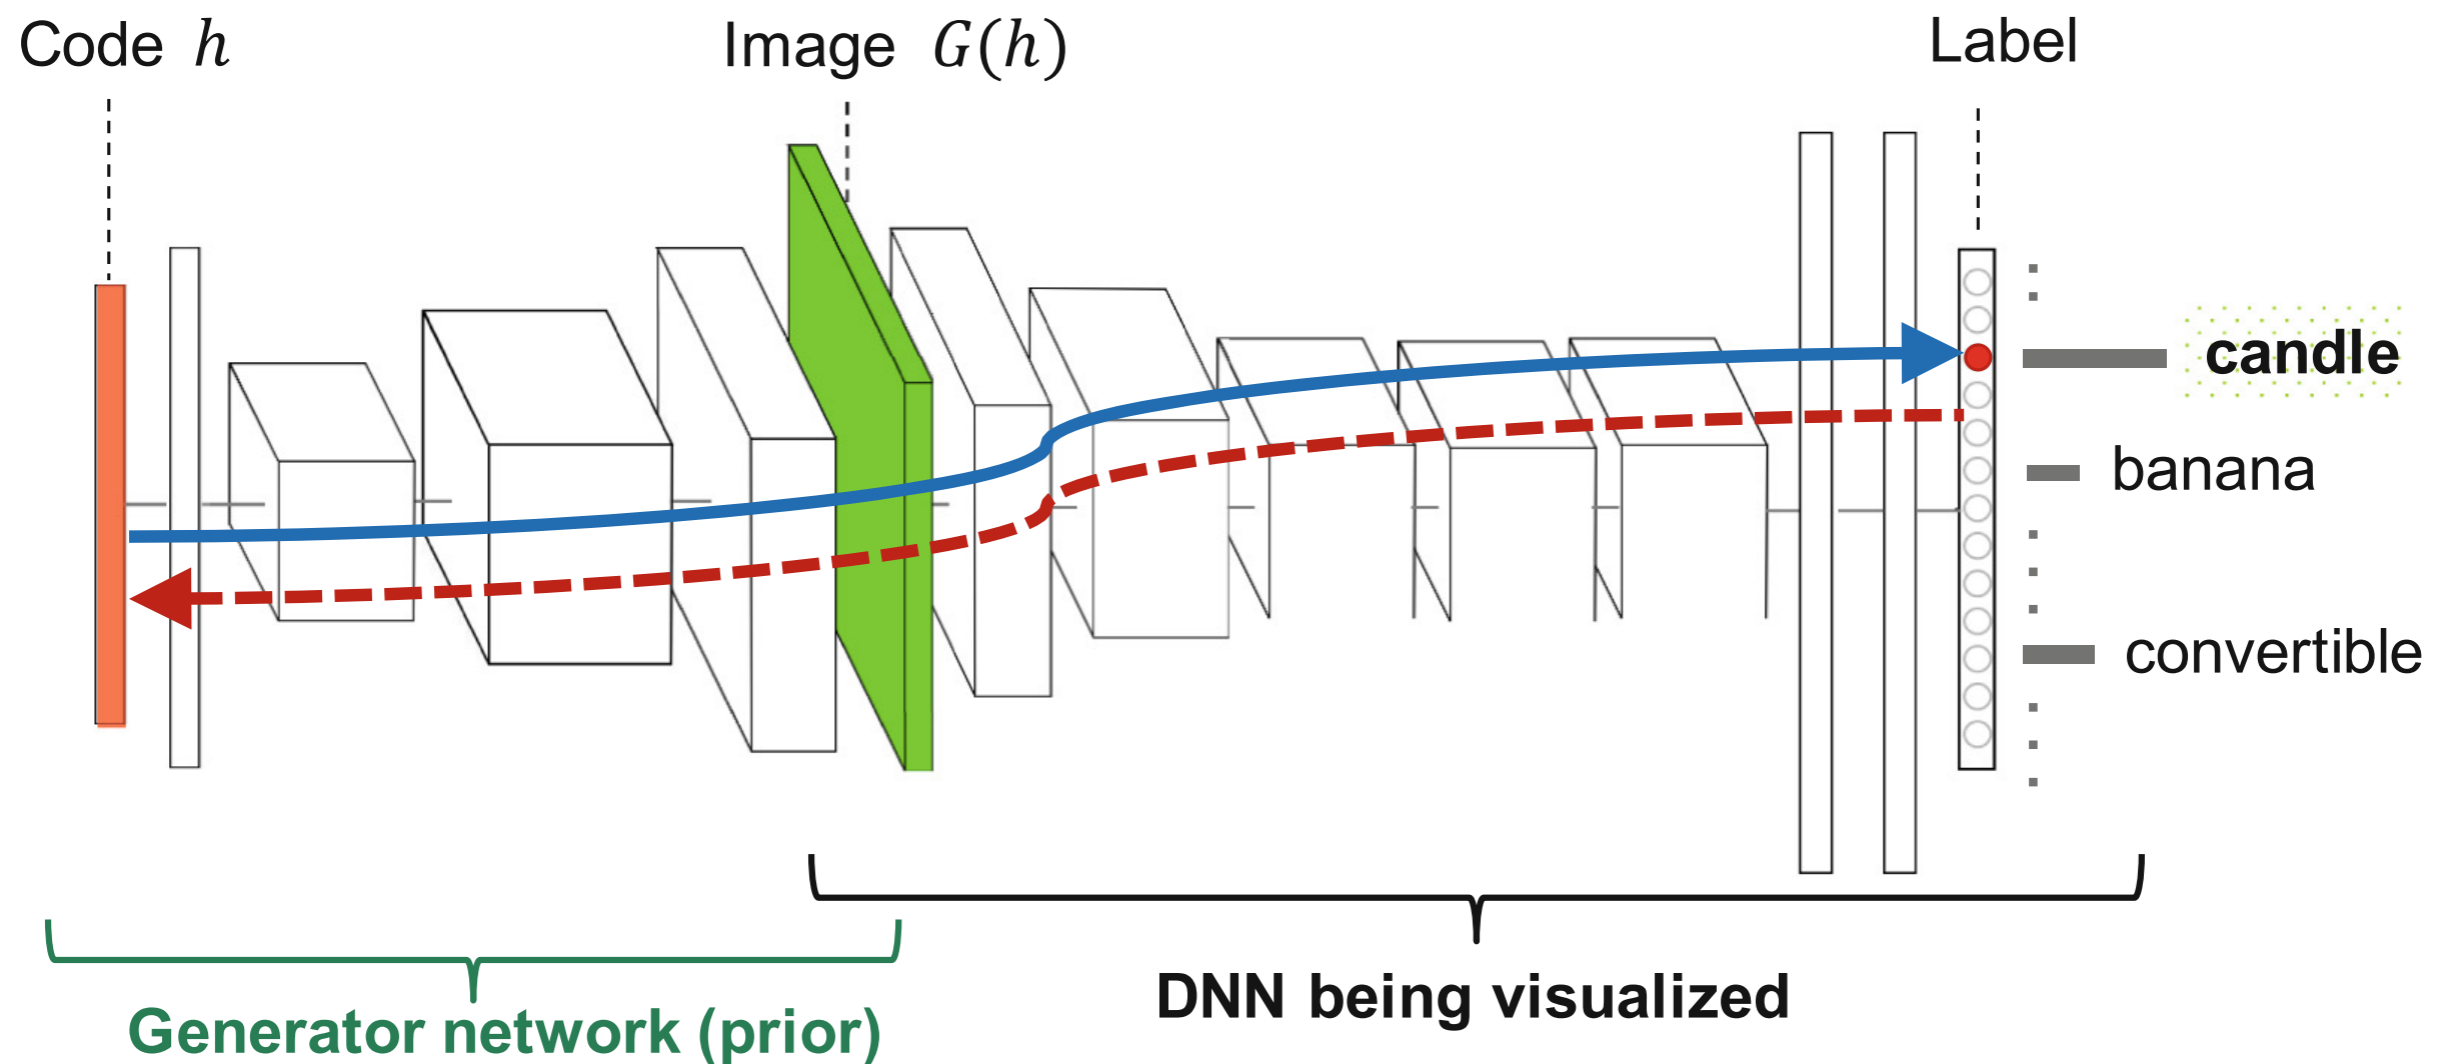 Code h
Image G(h)
Label
candle
banana
convertible
DNN being visualized
Generator network (prior)